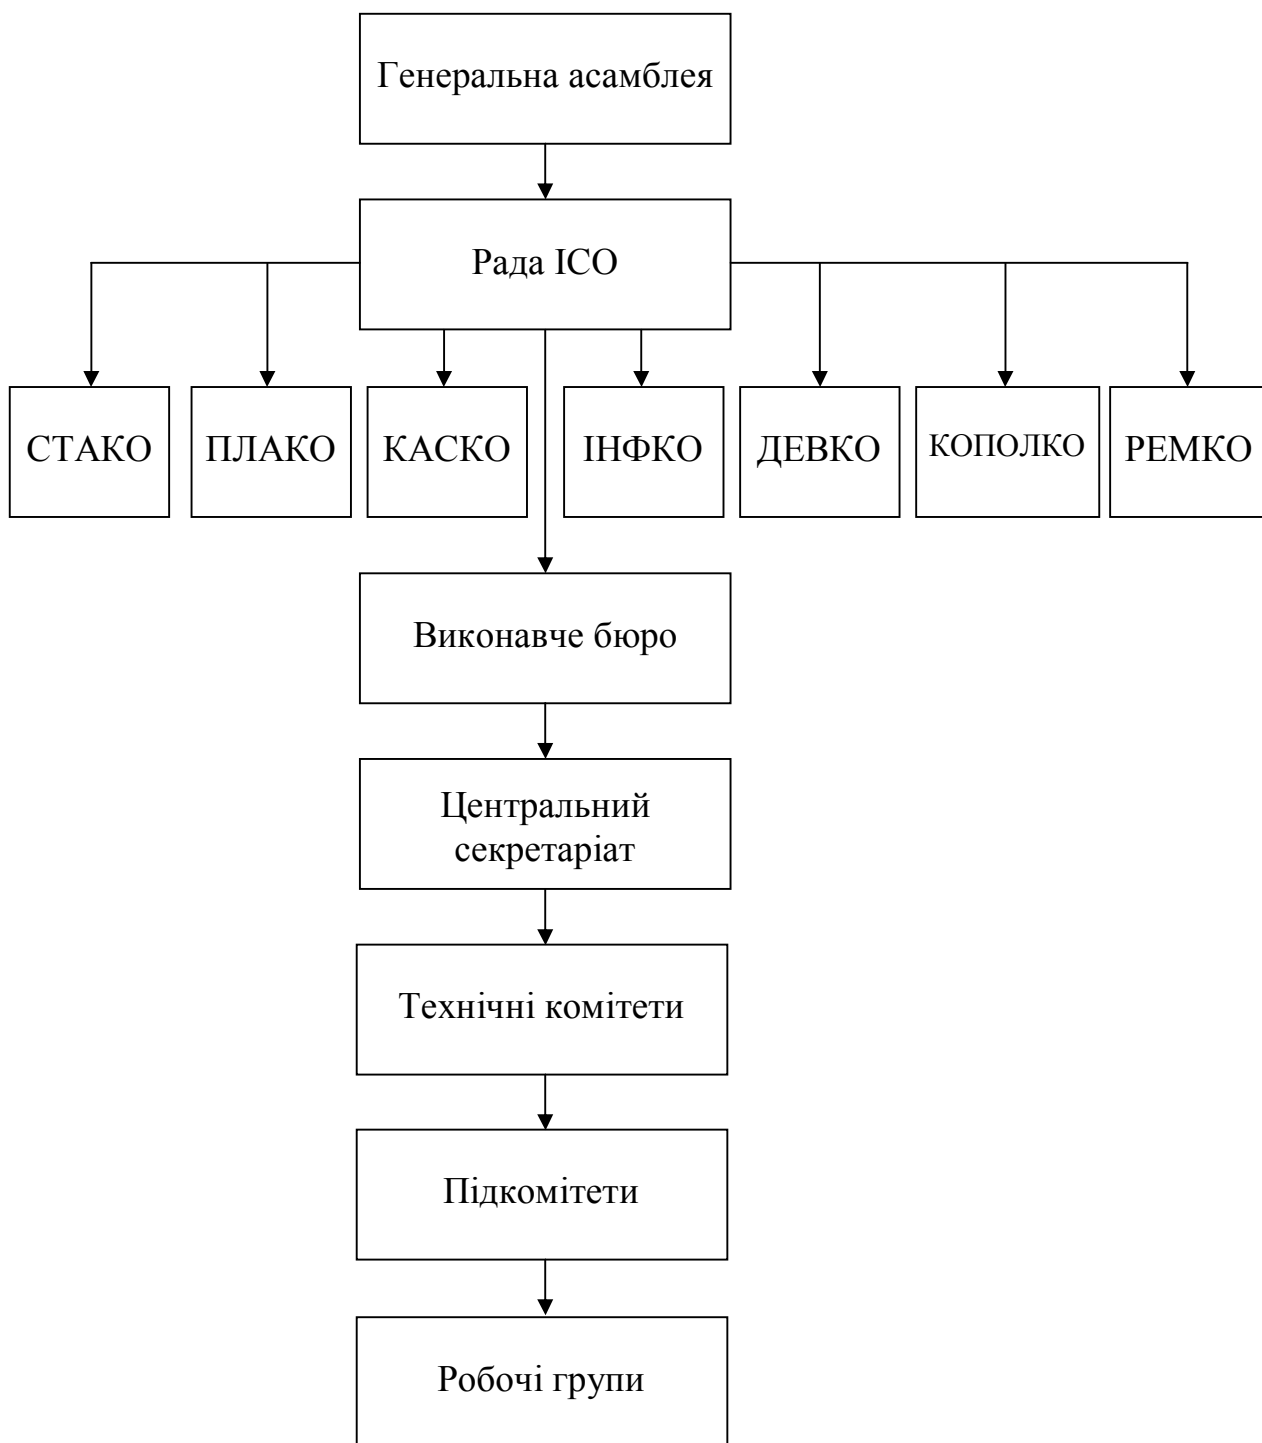 Генеральна асамблея
Рада ІСО
СТАКО
ПЛАКО
КАСКО
ІНФКО
ДЕВКО
КОПОЛКО
РЕМКО
Виконавче бюро
Центральний
секретаріат
Технічні комітети
Підкомітети
Робочі групи